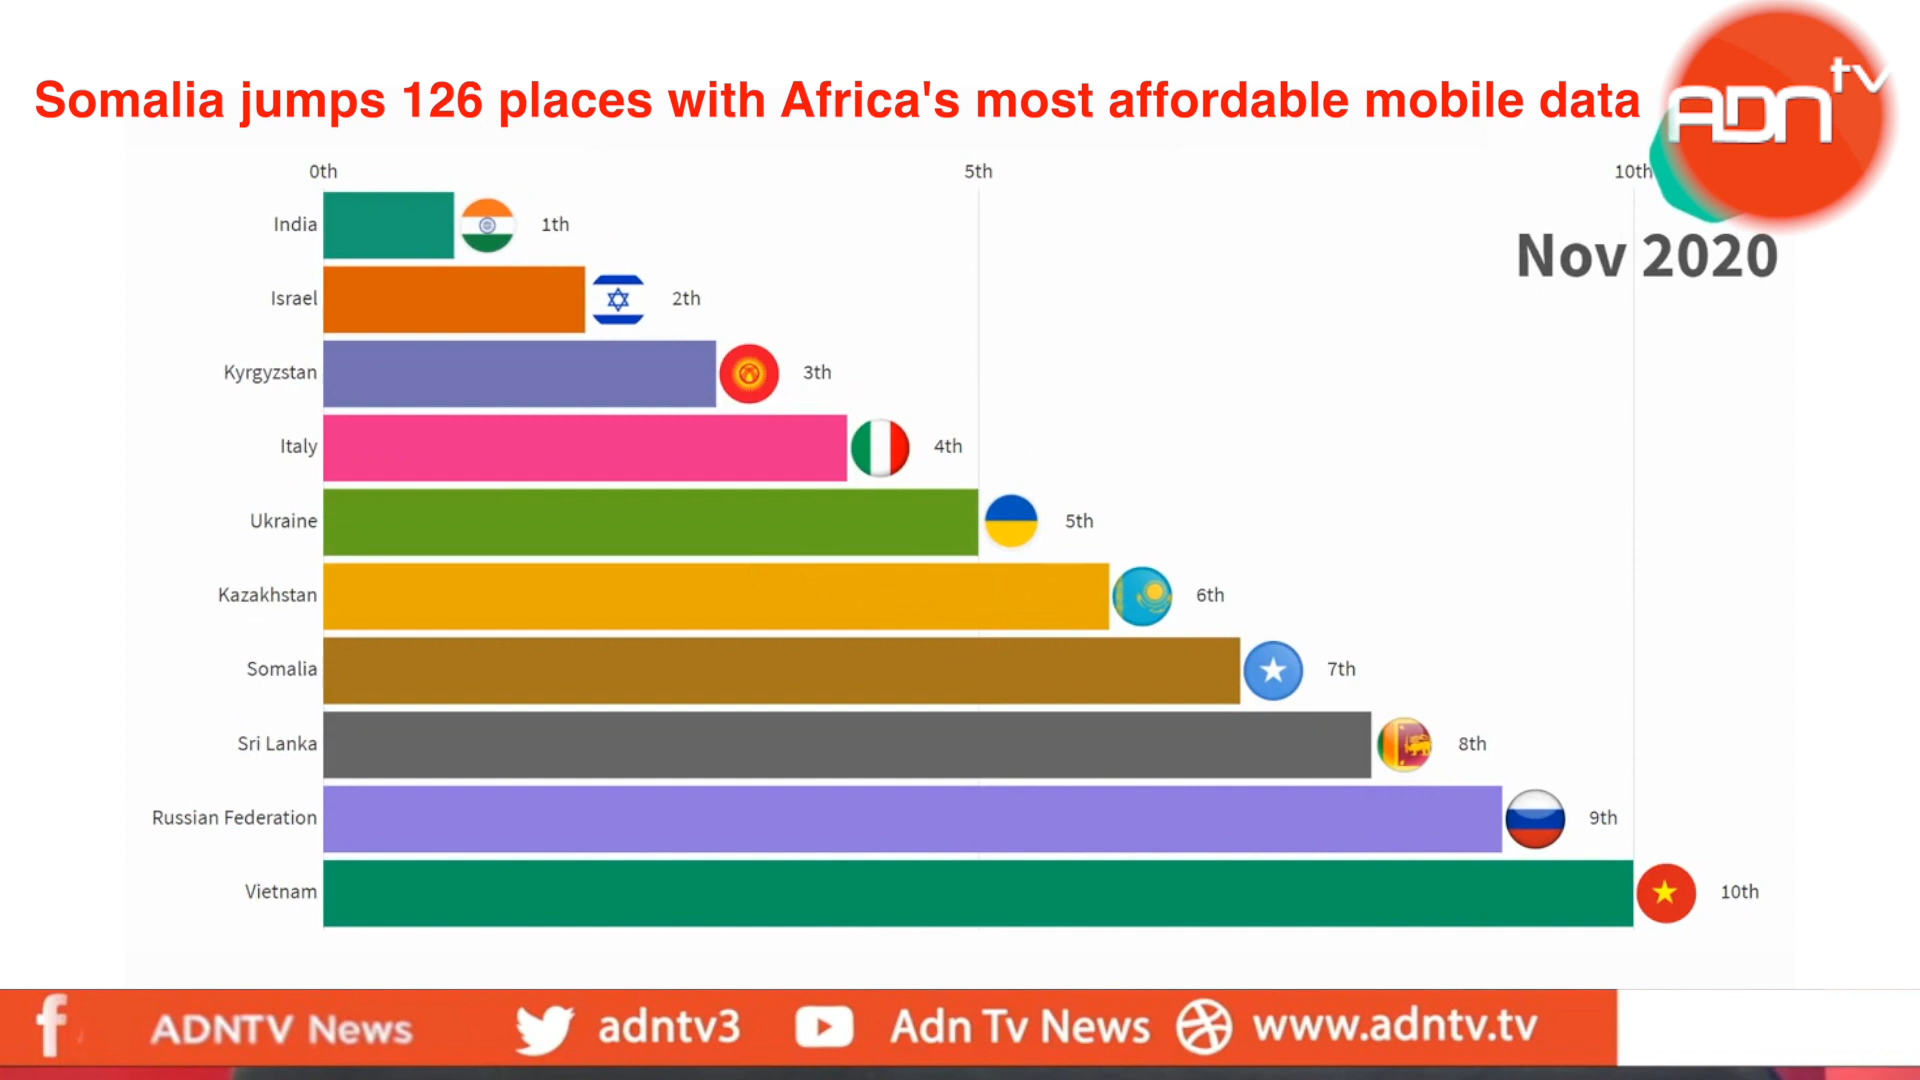 Somalia jumps 126 places with Africa's most affordable mobile data
ADN tv
0th 5th 10th
India 1th
Nov 2020
Israel 2th
Kyrgyzstan 3th
Italy 4th
Ukraine 5th
Kazakhstan 6th
Somalia 7th
Sri Lanka 8th
Russian Federation 9th
Vietnam 10th
f ADNTV News adntv3 Adn Tv News www.adntv.tv